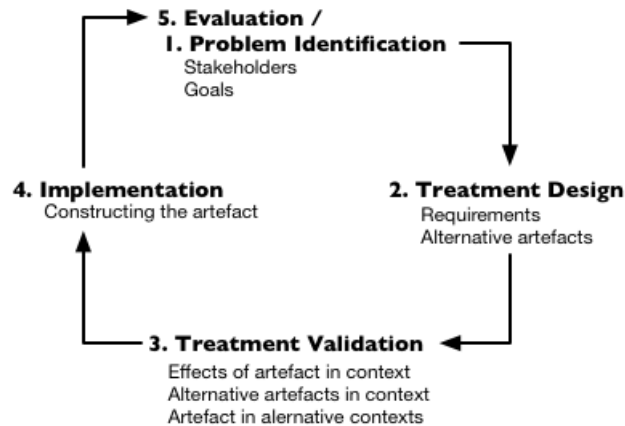 5. Evaluation /
1. Problem Identification
Stakeholders
Goals
4. Implementation
Constructing the artefact
2. Treatment Design
Requirements
Alternative artefacts
3. Treatment Validation
Effects of artefact in context
Alternative artefacts in context
Artefact in alernative contexts